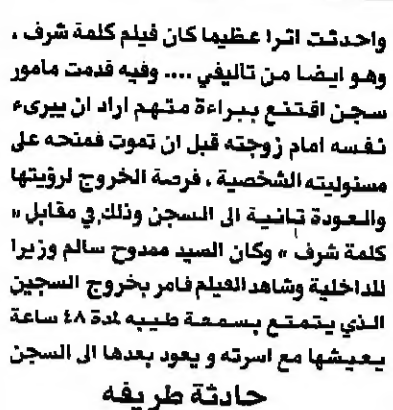 واحدثت اثرا عظيما كان فيلم كلمة شرف ،
وهو ايضا من تاليفي .... وفيه قدمت مامور
سجن اقتنع ببراءة متهم اراد ان يبرىء
نفسه امام زوجته قبل ان تموت فمنحه على
مسئوليته الشخصية ، فرصة الخروج لرؤيتها
والعودة ثانية الى السجن وذلك في مقابل «
كلمة شرف » وكان السيد ممدوح سالم وزيرا
للداخلية وشاهد الفيلم فامر بخروج السجين
الذي يتمتع بسمعة طيبه لمدة ٤٨ ساعة
يعيشها مع اسرته و يعود بعدها الى السجن
حادثة طريفه